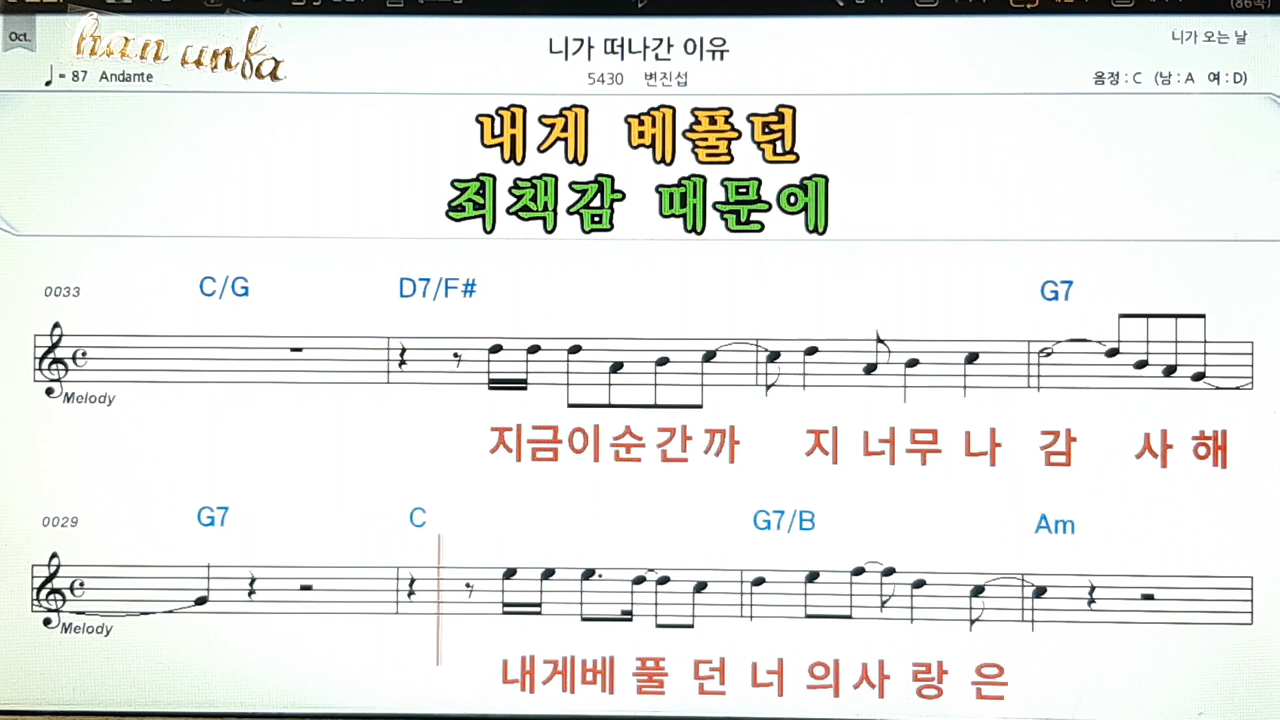 (86곡)
Oct.
han unfa
니가 떠나간 이유
니가 오는 날
♩= 87 Andante
5430 변진섭
음정 : C (남 : A 여 : D)
내게 베풀던
죄책감 때문에
0033 C/G D7/F# G7
Melody
지금이순간까 지 너무 나 감 사 해
0029 G7 C G7/B Am
Melody
내게베 풀 던 너 의사 랑 은